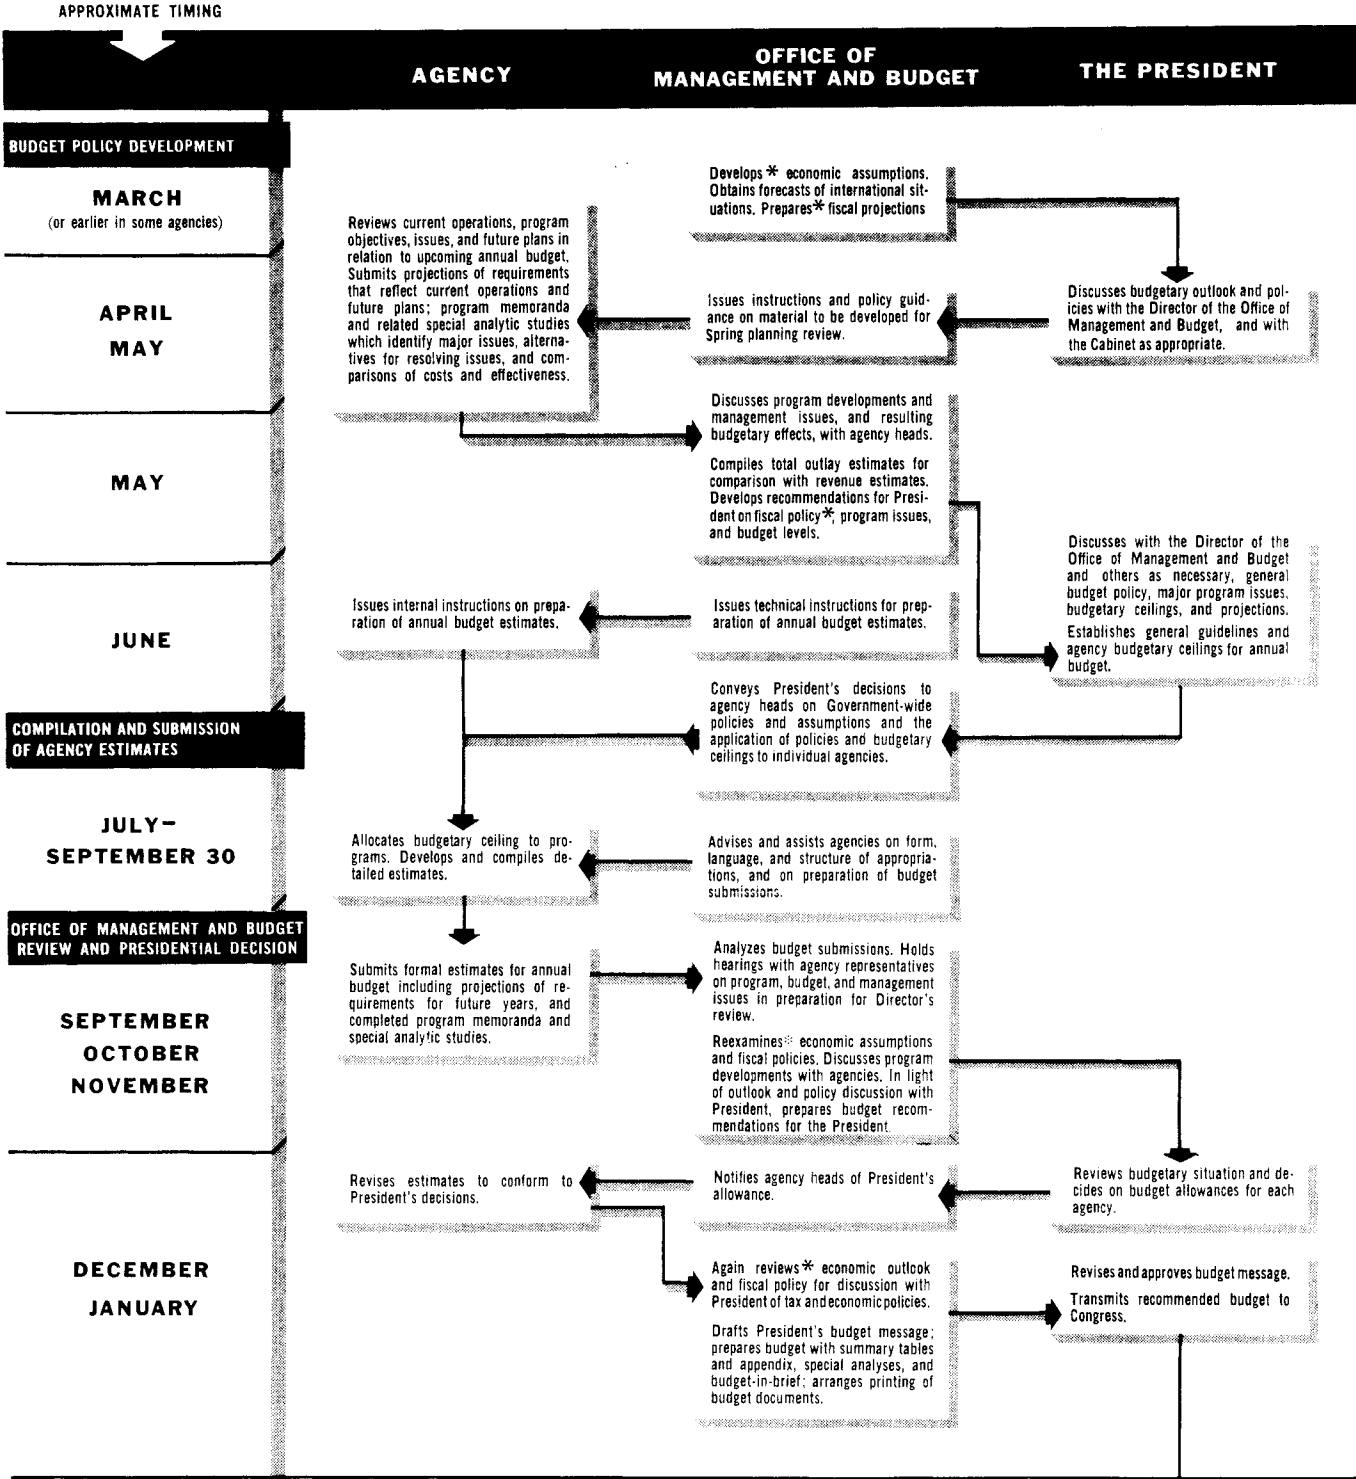 APPROXIMATE TIMING
AGENCY
OFFICE OF
MANAGEMENT AND BUDGET
THE PRESIDENT
BUDGET POLICY DEVELOPMENT
MARCH
(or earlier in some agencies)
Develops* economic assumptions.
Obtains forecasts of international sit-
uations. Prepares* fiscal projections
Reviews current operations, program
objectives, issues, and future plans in
relation to upcoming annual budget.
Submits projections of requirements
that reflect current operations and
future plans; program memoranda
and related special analytic studies
which identify major issues, alterna-
tives for resolving issues, and com-
parisons of costs and effectiveness.
APRIL
MAY
Issues instructions and policy guid-
ance on material to be developed for
Spring planning review.
Discusses budgetary outlook and pol-
icies with the Director of the Office of
Management and Budget, and with
the Cabinet as appropriate.
MAY
Discusses program developments and
management issues, and resulting
budgetary effects, with agency heads.
Compiles total outlay estimates for
comparison with revenue estimates.
Develops recommendations for Presi-
dent on fiscal policy*, program issues,
and budget levels.
Discusses with the Director of the
Office of Management and Budget
and others as necessary, general
budget policy, major program issues,
budgetary ceilings, and projections.
Establishes general guidelines and
agency budgetary ceilings for annual
budget.
JUNE
Issues internal instructions on prepa-
ration of annual budget estimates.
Issues technical instructions for prep-
aration of annual budget estimates.
Conveys President's decisions to
agency heads on Government-wide
policies and assumptions and the
application of policies and budgetary
ceilings to individual agencies.
COMPILATION AND SUBMISSION
OF AGENCY ESTIMATES
JULY–
SEPTEMBER 30
Allocates budgetary ceiling to pro-
grams. Develops and compiles de-
tailed estimates.
Advises and assists agencies on form,
language, and structure of appropria-
tions, and on preparation of budget
submissions.
OFFICE OF MANAGEMENT AND BUDGET
REVIEW AND PRESIDENTIAL DECISION
SEPTEMBER
OCTOBER
NOVEMBER
Submits formal estimates for annual
budget including projections of re-
quirements for future years, and
completed program memoranda and
special analytic studies.
Analyzes budget submissions. Holds
hearings with agency representatives
on program, budget, and management
issues in preparation for Director's
review.
Reexamines* economic assumptions
and fiscal policies. Discusses program
developments with agencies. In light
of outlook and policy discussion with
President, prepares budget recom-
mendations for the President.
DECEMBER
JANUARY
Revises estimates to conform to
President's decisions.
Notifies agency heads of President's
allowance.
Reviews budgetary situation and de-
cides on budget allowances for each
agency.
Again reviews* economic outlook
and fiscal policy for discussion with
President of tax and economic policies.
Drafts President's budget message;
prepares budget with summary tables
and appendix, special analyses, and
budget-in-brief; arranges printing of
budget documents.
Revises and approves budget message.
Transmits recommended budget to
Congress.